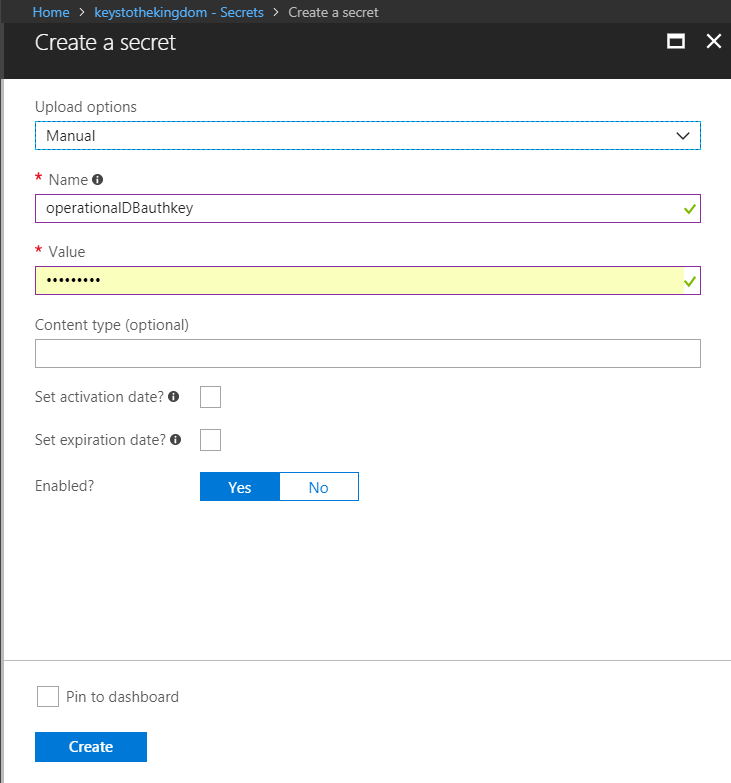 Home > keystothekingdom - Secrets > Create a secret
Create a secret
Upload options
Manual
* Name
operationalDBauthkey
* Value
•••••••••
Content type (optional)
Set activation date?
Set expiration date?
Enabled?
Yes No
Pin to dashboard
Create